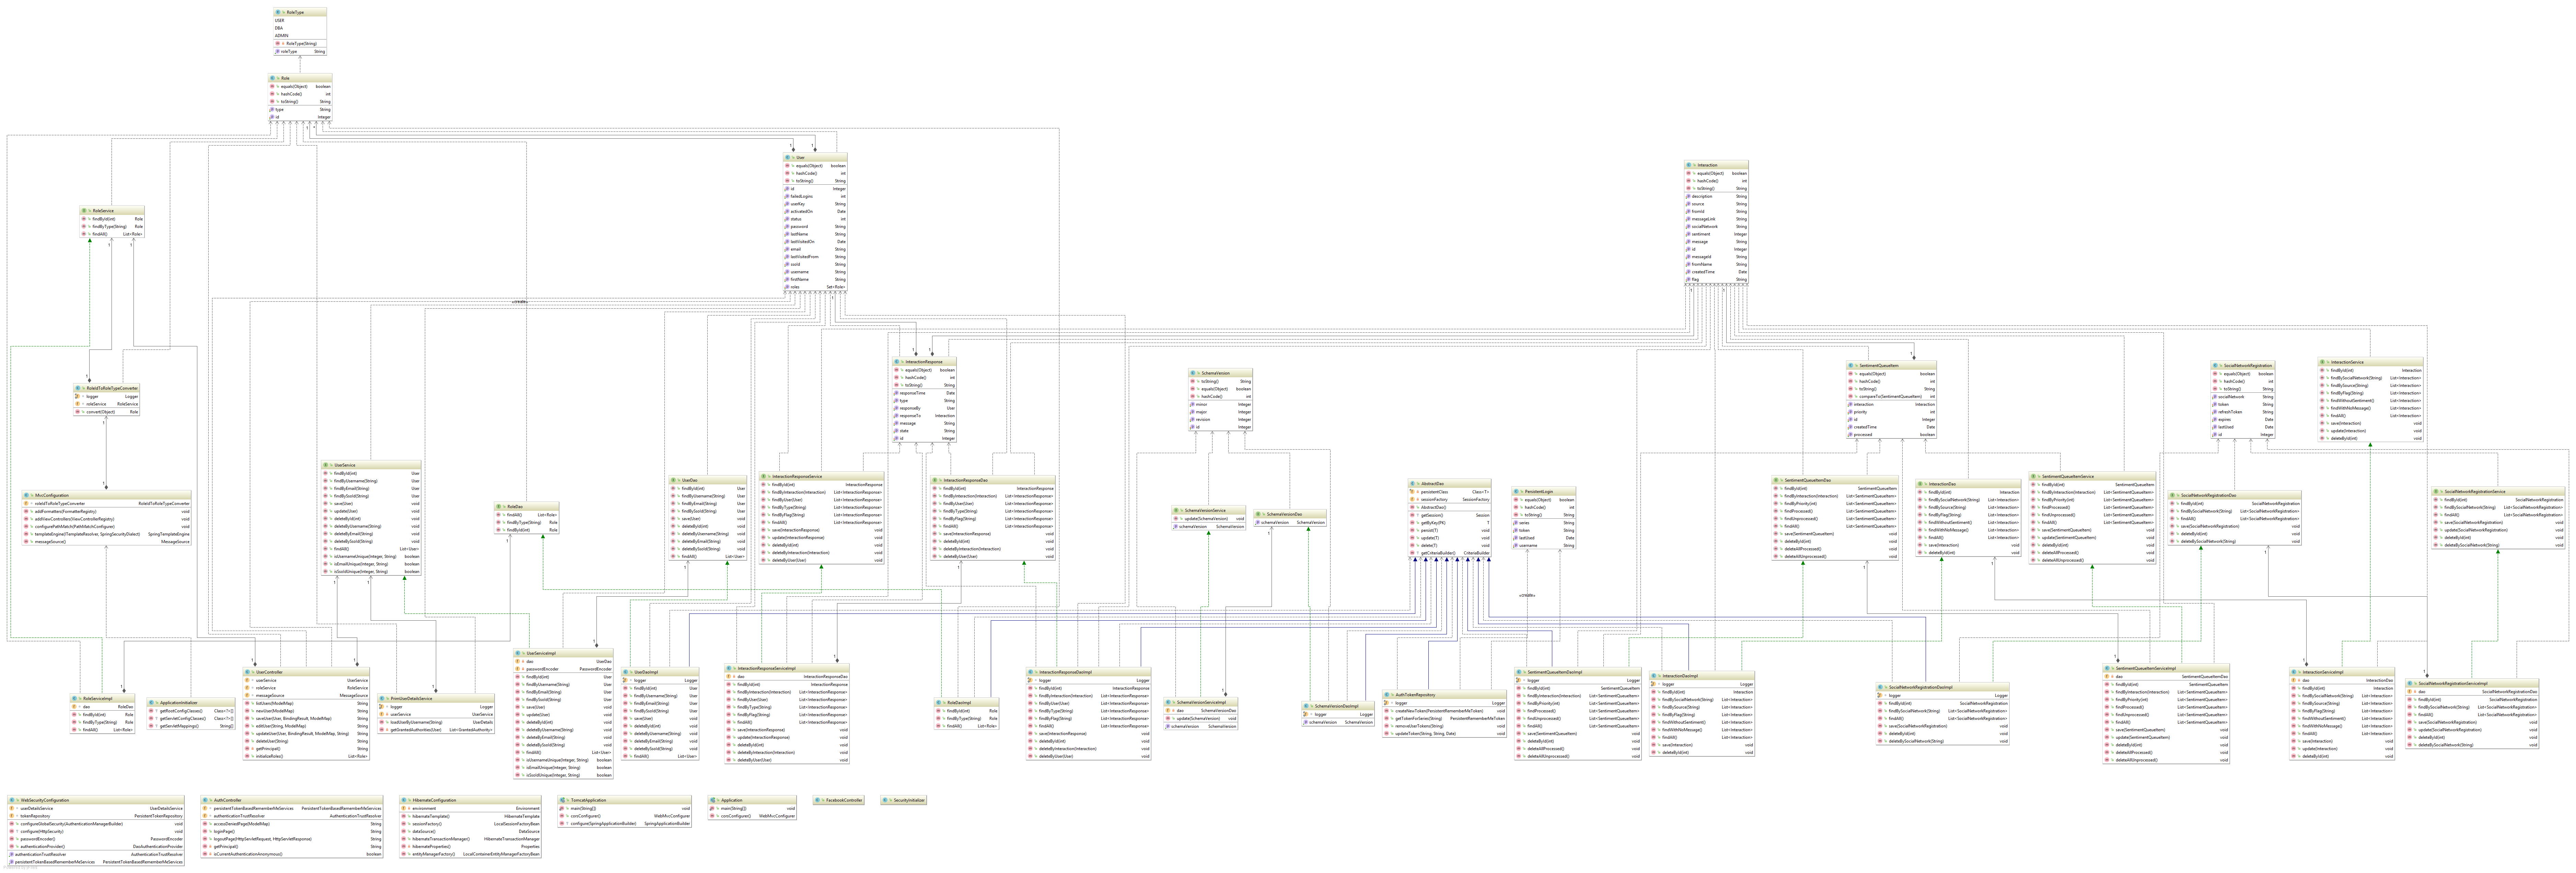 RoleType
USER
DBA
ADMIN
RoleType(String)
roleType String
Role
equals(Object) boolean
hashCode() int
toString() String
type String
id Integer
User
equals(Object) boolean
hashCode() int
toString() String
id Integer
failedLogins int
userKey String
activatedOn Date
status int
password String
lastName String
lastVisitedOn Date
email String
lastVisitedFrom String
ssoId String
username String
firstName String
roles Set<Role>
Interaction
equals(Object) boolean
hashCode() int
toString() String
description String
source String
fromId String
messageLink String
socialNetwork String
sentiment Integer
message String
id Integer
messageId String
fromName String
createdTime Date
flag String
RoleService
findById(int) Role
findByType(String) Role
findAll() List<Role>
«create»
RoleIdToRoleTypeConverter
logger Logger
roleService RoleService
convert(Object) Role
InteractionResponse
equals(Object) boolean
hashCode() int
toString() String
responseTime Date
type String
responseBy User
responseTo Interaction
message String
state String
id Integer
SchemaVersion
toString() String
equals(Object) boolean
hashCode() int
minor Integer
major Integer
revision Integer
id Integer
SentimentQueueItem
equals(Object) boolean
hashCode() int
toString() String
compareTo(SentimentQueueItem) int
interaction Interaction
priority int
id Integer
createdTime Date
processed boolean
SocialNetworkRegistration
equals(Object) boolean
hashCode() int
toString() String
socialNetwork String
token String
refreshToken String
expires Date
lastUsed Date
id Integer
InteractionService
findById(int) Interaction
findBySocialNetwork(String) List<Interaction>
findBySource(String) List<Interaction>
findByFlag(String) List<Interaction>
findWithoutSentiment() List<Interaction>
findWithNoMessage() List<Interaction>
findAll() List<Interaction>
save(Interaction) void
update(Interaction) void
deleteById(int) void
MvcConfiguration
roleIdToRoleTypeConverter RoleIdToRoleTypeConverter
addFormatters(FormatterRegistry) void
addViewControllers(ViewControllerRegistry) void
configurePathMatch(PathMatchConfigurer) void
templateEngine(ITemplateResolver, SpringSecurityDialect) SpringTemplateEngine
messageSource() MessageSource
UserService
findById(int) User
findByUsername(String) User
findByEmail(String) User
findBySsoId(String) User
save(User) void
update(User) void
deleteById(int) void
deleteByUsername(String) void
deleteByEmail(String) void
deleteBySsoId(String) void
findAll() List<User>
isUsernameUnique(Integer, String) boolean
isEmailUnique(Integer, String) boolean
isSsoIdUnique(Integer, String) boolean
RoleDao
findAll() List<Role>
findByType(String) Role
findById(int) Role
UserDao
findById(int) User
findByUsername(String) User
findByEmail(String) User
findBySsoId(String) User
save(User) void
deleteById(int) void
deleteByUsername(String) void
deleteByEmail(String) void
deleteBySsoId(String) void
findAll() List<User>
InteractionResponseService
findById(int) InteractionResponse
findByInteraction(Interaction) List<InteractionResponse>
findByUser(User) List<InteractionResponse>
findByType(String) List<InteractionResponse>
findByFlag(String) List<InteractionResponse>
findAll() List<InteractionResponse>
save(InteractionResponse) void
update(InteractionResponse) void
deleteById(int) void
deleteByInteraction(Interaction) void
deleteByUser(User) void
InteractionResponseDao
findById(int) InteractionResponse
findByInteraction(Interaction) List<InteractionResponse>
findByUser(User) List<InteractionResponse>
findByType(String) List<InteractionResponse>
findByFlag(String) List<InteractionResponse>
findAll() List<InteractionResponse>
save(InteractionResponse) void
deleteById(int) void
deleteByInteraction(Interaction) void
deleteByUser(User) void
SchemaVersionService
update(SchemaVersion) void
schemaVersion SchemaVersion
SchemaVersionDao
schemaVersion SchemaVersion
AbstractDao
persistentClass Class<T>
sessionFactory SessionFactory
AbstractDao()
getSession() Session
getByKey(PK) T
persist(T) void
update(T) void
delete(T) void
getCriteriaBuilder() CriteriaBuilder
PersistentLogin
equals(Object) boolean
hashCode() int
toString() String
series String
token String
lastUsed Date
username String
«create»
SentimentQueueItemDao
findById(int) SentimentQueueItem
findByInteraction(Interaction) List<SentimentQueueItem>
findByPriority(int) List<SentimentQueueItem>
findProcessed() List<SentimentQueueItem>
findUnprocessed() List<SentimentQueueItem>
findAll() List<SentimentQueueItem>
save(SentimentQueueItem) void
deleteById(int) void
deleteAllProcessed() void
deleteAllUnprocessed() void
InteractionDao
findById(int) Interaction
findBySocialNetwork(String) List<Interaction>
findBySource(String) List<Interaction>
findByFlag(String) List<Interaction>
findWithoutSentiment() List<Interaction>
findWithNoMessage() List<Interaction>
findAll() List<Interaction>
save(Interaction) void
deleteById(int) void
SentimentQueueItemService
findById(int) SentimentQueueItem
findByInteraction(Interaction) List<SentimentQueueItem>
findByPriority(int) List<SentimentQueueItem>
findProcessed() List<SentimentQueueItem>
findUnprocessed() List<SentimentQueueItem>
findAll() List<SentimentQueueItem>
save(SentimentQueueItem) void
update(SentimentQueueItem) void
deleteById(int) void
deleteAllProcessed() void
deleteAllUnprocessed() void
SocialNetworkRegistrationDao
findById(int) SocialNetworkRegistration
findBySocialNetwork(String) List<SocialNetworkRegistration>
findAll() List<SocialNetworkRegistration>
save(SocialNetworkRegistration) void
deleteById(int) void
deleteBySocialNetwork(String) void
SocialNetworkRegistrationService
findById(int) SocialNetworkRegistration
findBySocialNetwork(String) List<SocialNetworkRegistration>
findAll() List<SocialNetworkRegistration>
save(SocialNetworkRegistration) void
update(SocialNetworkRegistration) void
deleteById(int) void
deleteBySocialNetwork(String) void
RoleServiceImpl
dao RoleDao
findById(int) Role
findByType(String) Role
findAll() List<Role>
ApplicationInitializer
getRootConfigClasses() Class<?>[]
getServletConfigClasses() Class<?>[]
getServletMappings() String[]
UserController
userService UserService
roleService RoleService
messageSource MessageSource
listUsers(ModelMap) String
newUser(ModelMap) String
saveUser(User, BindingResult, ModelMap) String
editUser(String, ModelMap) String
updateUser(User, BindingResult, ModelMap, String) String
deleteUser(String) String
getPrincipal() String
initializeRoles() List<Role>
PrimUserDetailsService
logger Logger
userService UserService
loadUserByUsername(String) UserDetails
getGrantedAuthorities(User) List<GrantedAuthority>
UserServiceImpl
dao UserDao
passwordEncoder PasswordEncoder
findById(int) User
findByUsername(String) User
findByEmail(String) User
findBySsoId(String) User
save(User) void
update(User) void
deleteById(int) void
deleteByUsername(String) void
deleteByEmail(String) void
deleteBySsoId(String) void
findAll() List<User>
isUsernameUnique(Integer, String) boolean
isEmailUnique(Integer, String) boolean
isSsoIdUnique(Integer, String) boolean
UserDaoImpl
logger Logger
findById(int) User
findByUsername(String) User
findByEmail(String) User
findBySsoId(String) User
save(User) void
deleteById(int) void
deleteByUsername(String) void
deleteByEmail(String) void
deleteBySsoId(String) void
findAll() List<User>
InteractionResponseServiceImpl
dao InteractionResponseDao
findById(int) InteractionResponse
findByInteraction(Interaction) List<InteractionResponse>
findByUser(User) List<InteractionResponse>
findByType(String) List<InteractionResponse>
findByFlag(String) List<InteractionResponse>
findAll() List<InteractionResponse>
save(InteractionResponse) void
update(InteractionResponse) void
deleteById(int) void
deleteByInteraction(Interaction) void
deleteByUser(User) void
RoleDaoImpl
findById(int) Role
findByType(String) Role
findAll() List<Role>
InteractionResponseDaoImpl
logger Logger
findById(int) InteractionResponse
findByInteraction(Interaction) List<InteractionResponse>
findByUser(User) List<InteractionResponse>
findByType(String) List<InteractionResponse>
findByFlag(String) List<InteractionResponse>
findAll() List<InteractionResponse>
save(InteractionResponse) void
deleteById(int) void
deleteByInteraction(Interaction) void
deleteByUser(User) void
SchemaVersionServiceImpl
dao SchemaVersionDao
update(SchemaVersion) void
schemaVersion SchemaVersion
SchemaVersionDaoImpl
logger Logger
schemaVersion SchemaVersion
AuthTokenRepository
logger Logger
createNewToken(PersistentRememberMeToken) void
getTokenForSeries(String) PersistentRememberMeToken
removeUserTokens(String) void
updateToken(String, String, Date) void
SentimentQueueItemDaoImpl
logger Logger
findById(int) SentimentQueueItem
findByInteraction(Interaction) List<SentimentQueueItem>
findByPriority(int) List<SentimentQueueItem>
findProcessed() List<SentimentQueueItem>
findUnprocessed() List<SentimentQueueItem>
findAll() List<SentimentQueueItem>
save(SentimentQueueItem) void
deleteById(int) void
deleteAllProcessed() void
deleteAllUnprocessed() void
InteractionDaoImpl
logger Logger
findById(int) Interaction
findBySocialNetwork(String) List<Interaction>
findBySource(String) List<Interaction>
findByFlag(String) List<Interaction>
findWithoutSentiment() List<Interaction>
findWithNoMessage() List<Interaction>
findAll() List<Interaction>
save(Interaction) void
deleteById(int) void
SocialNetworkRegistrationDaoImpl
logger Logger
findById(int) SocialNetworkRegistration
findBySocialNetwork(String) List<SocialNetworkRegistration>
findAll() List<SocialNetworkRegistration>
save(SocialNetworkRegistration) void
deleteById(int) void
deleteBySocialNetwork(String) void
SentimentQueueItemServiceImpl
dao SentimentQueueItemDao
findById(int) SentimentQueueItem
findByInteraction(Interaction) List<SentimentQueueItem>
findByPriority(int) List<SentimentQueueItem>
findProcessed() List<SentimentQueueItem>
findUnprocessed() List<SentimentQueueItem>
findAll() List<SentimentQueueItem>
save(SentimentQueueItem) void
update(SentimentQueueItem) void
deleteById(int) void
deleteAllProcessed() void
deleteAllUnprocessed() void
InteractionServiceImpl
dao InteractionDao
findById(int) Interaction
findBySocialNetwork(String) List<Interaction>
findBySource(String) List<Interaction>
findByFlag(String) List<Interaction>
findWithoutSentiment() List<Interaction>
findWithNoMessage() List<Interaction>
findAll() List<Interaction>
save(Interaction) void
update(Interaction) void
deleteById(int) void
SocialNetworkRegistrationServiceImpl
dao SocialNetworkRegistrationDao
findById(int) SocialNetworkRegistration
findBySocialNetwork(String) List<SocialNetworkRegistration>
findAll() List<SocialNetworkRegistration>
save(SocialNetworkRegistration) void
update(SocialNetworkRegistration) void
deleteById(int) void
deleteBySocialNetwork(String) void
WebSecurityConfiguration
userDetailsService UserDetailsService
tokenRepository PersistentTokenRepository
configureGlobalSecurity(AuthenticationManagerBuilder) void
configure(HttpSecurity) void
passwordEncoder() PasswordEncoder
authenticationProvider() DaoAuthenticationProvider
authenticationTrustResolver AuthenticationTrustResolver
persistentTokenBasedRememberMeServices PersistentTokenBasedRememberMeServices
AuthController
persistentTokenBasedRememberMeServices PersistentTokenBasedRememberMeServices
authenticationTrustResolver AuthenticationTrustResolver
accessDeniedPage(ModelMap) String
loginPage() String
logoutPage(HttpServletRequest, HttpServletResponse) String
getPrincipal() String
isCurrentAuthenticationAnonymous() boolean
HibernateConfiguration
environment Environment
hibernateTemplate() HibernateTemplate
sessionFactory() LocalSessionFactoryBean
dataSource() DataSource
hibernateTransactionManager() HibernateTransactionManager
hibernateProperties() Properties
entityManagerFactory() LocalContainerEntityManagerFactoryBean
TomcatApplication
main(String[]) void
corsConfigurer() WebMvcConfigurer
configure(SpringApplicationBuilder) SpringApplicationBuilder
Application
main(String[]) void
corsConfigurer() WebMvcConfigurer
FacebookController
SecurityInitializer